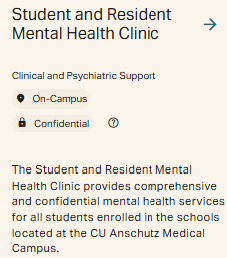 Student and Resident
Mental Health Clinic
Clinical and Psychiatric Support
On-Campus
Confidential
The Student and Resident Mental
Health Clinic provides comprehensive
and confidential mental health services
for all students enrolled in the schools
located at the CU Anschutz Medical
Campus.